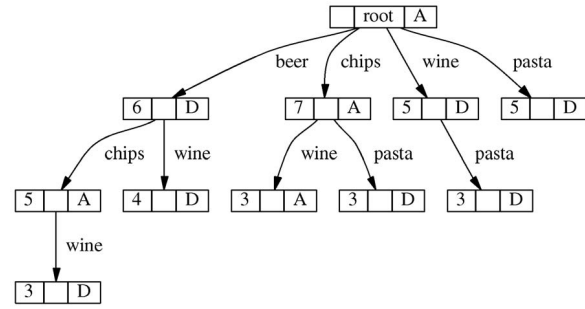 root A
beer chips wine pasta
6 D 7 A 5 D 5 D
chips wine wine pasta pasta
5 A 4 D 3 A 3 D 3 D
wine
3 D